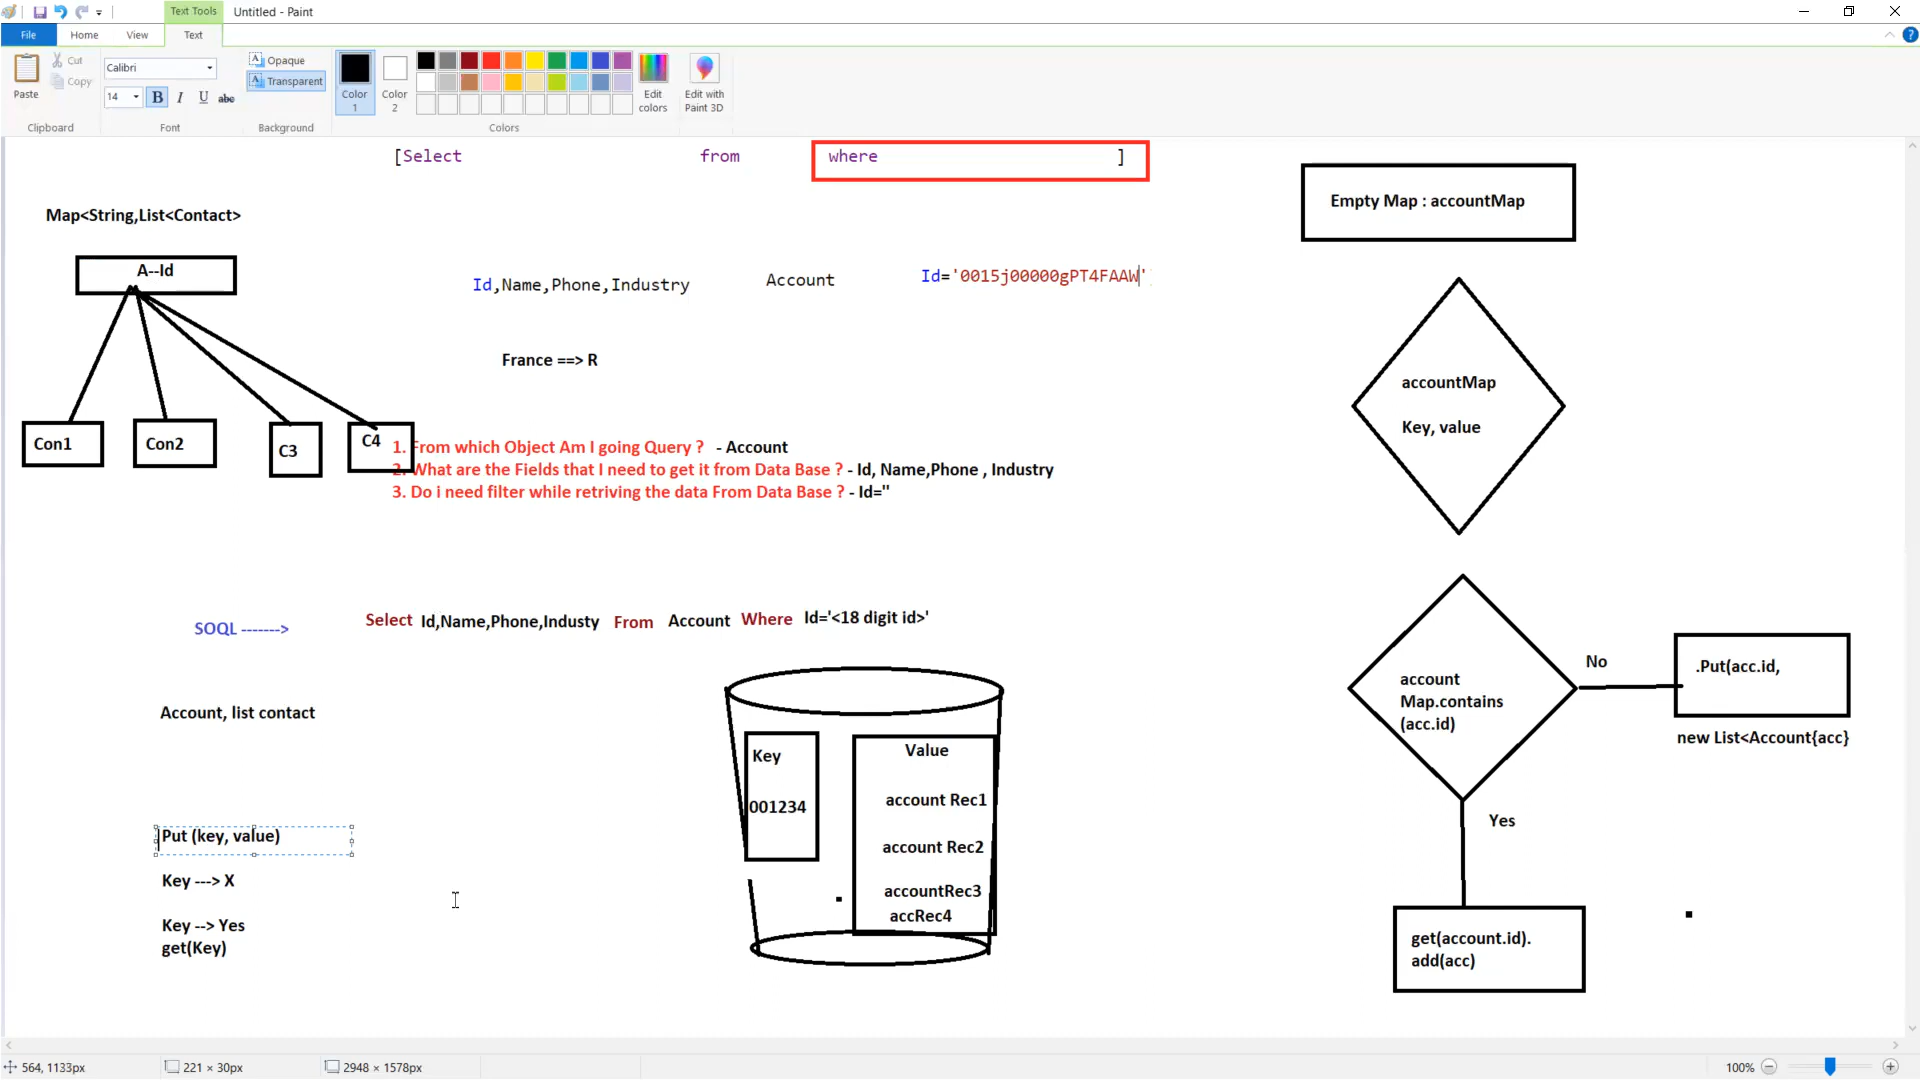 Text Tools
Untitled - Paint
File
Home
View
Text
Paste
Cut
Copy
Clipboard
Calibri
14
B I U abc
Font
Opaque
Transparent
Background
Color 1
Color 2
Edit colors
Edit with Paint 3D
Colors
[Select from where ]
Map<String,List<Contact>
A--Id
Con1
Con2
C3
C4
Id,Name,Phone,Industry
Account
Id='0015j00000gPT4FAAW'
France ==> R
1. From which Object Am I going Query ? - Account
2. What are the Fields that I need to get it from Data Base ? - Id, Name,Phone , Industry
3. Do i need filter while retriving the data From Data Base ? - Id=''
SOQL ------->
Select Id,Name,Phone,Industy From Account Where Id='<18 digit id>'
Account, list contact
Put (key, value)
Key ---> X
Key --> Yes
get(Key)
Key
001234
Value
account Rec1
account Rec2
accountRec3
accRec4
Empty Map : accountMap
accountMap
Key, value
account
Map.contains
(acc.id)
No
.Put(acc.id,
new List<Account{acc}
Yes
get(account.id).
add(acc)
564, 1133px
221 × 30px
2948 × 1578px
100%